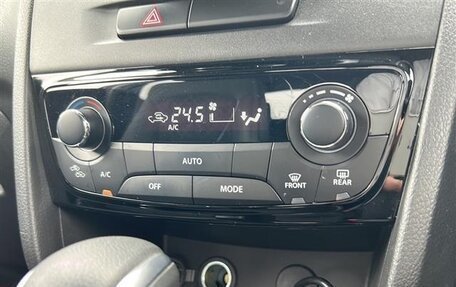 24.5
A/C
AUTO
A/C
OFF
MODE
FRONT
REAR